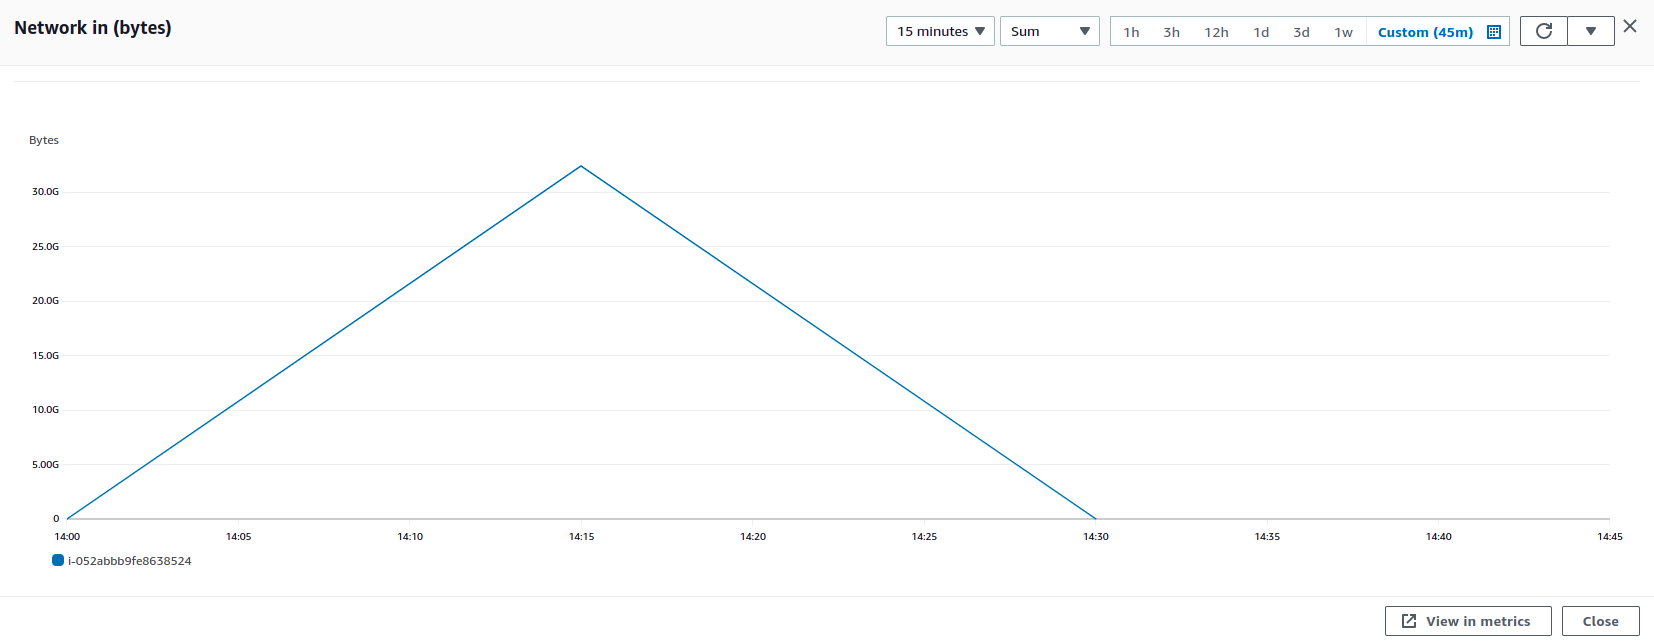 Network in (bytes)
15 minutes Sum 1h 3h 12h 1d 3d 1w Custom (45m)
Bytes
30.0G
25.0G
20.0G
15.0G
10.0G
5.00G
0
14:00 14:05 14:10 14:15 14:20 14:25 14:30 14:35 14:40 14:45
i-052abbb9fe8638524
View in metrics Close